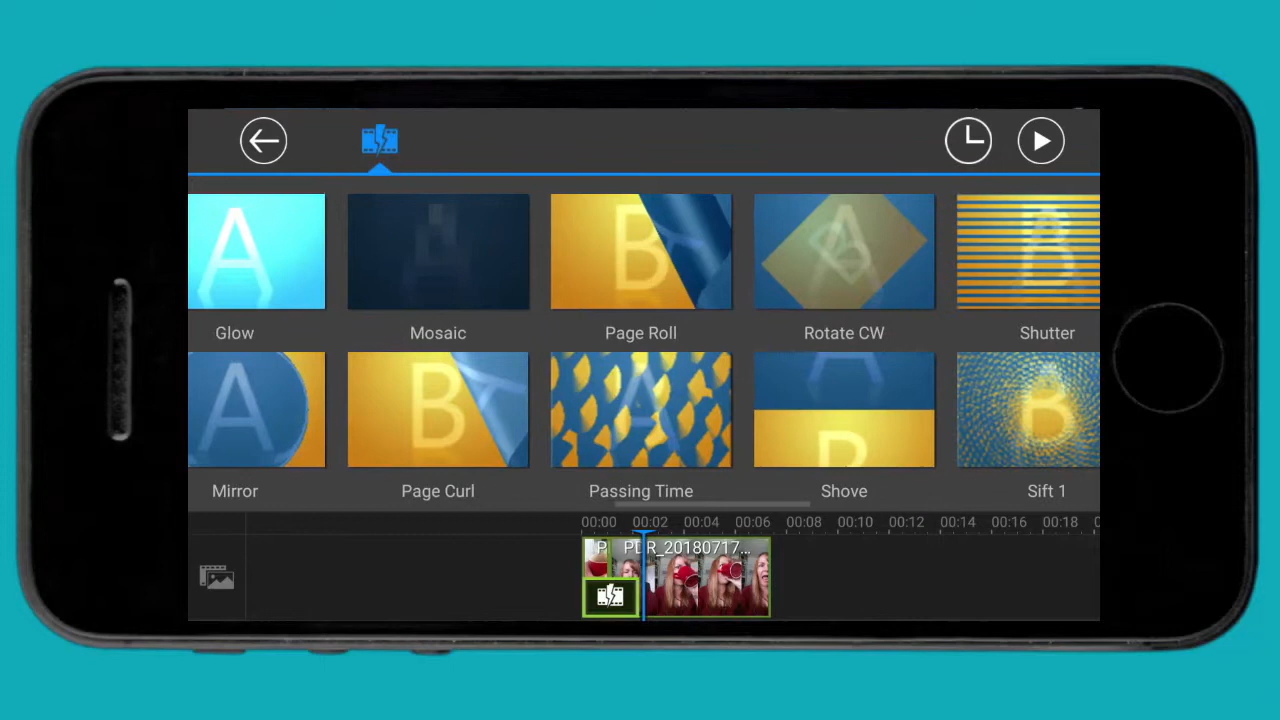 A
B
A
A
B
B
Glow
Mosaic
Page Roll
Rotate CW
Shutter
A
B
A
A
B
B
Mirror
Page Curl
Passing Time
Shove
Sift 1
00:00 00:02 00:04 00:06 00:08 00:10 00:12 00:14 00:16 00:18
P PDR_20180717...